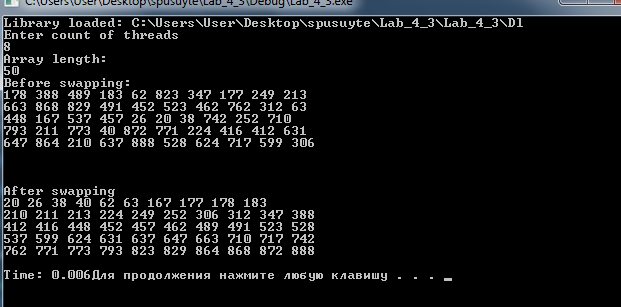 C:\Users\User\Desktop\spusuyte\Lab_4_3\Debug\Lab_4_3.exe
Library loaded: C:\Users\User\Desktop\spusuyte\Lab_4_3\Lab_4_3\Dl
Enter count of threads
8
Array length:
50
Before swapping:
178 388 489 183 62 823 347 177 249 213
663 868 829 491 452 523 462 762 312 63
448 167 537 457 26 20 38 742 252 710
793 211 773 40 872 771 224 416 412 631
647 864 210 637 888 528 624 717 599 306
After swapping
20 26 38 40 62 63 167 177 178 183
210 211 213 224 249 252 306 312 347 388
412 416 448 452 457 462 489 491 523 528
537 599 624 631 637 647 663 710 717 742
762 771 773 793 823 829 864 868 872 888
Time: 0.006Для продолжения нажмите любую клавишу . . .